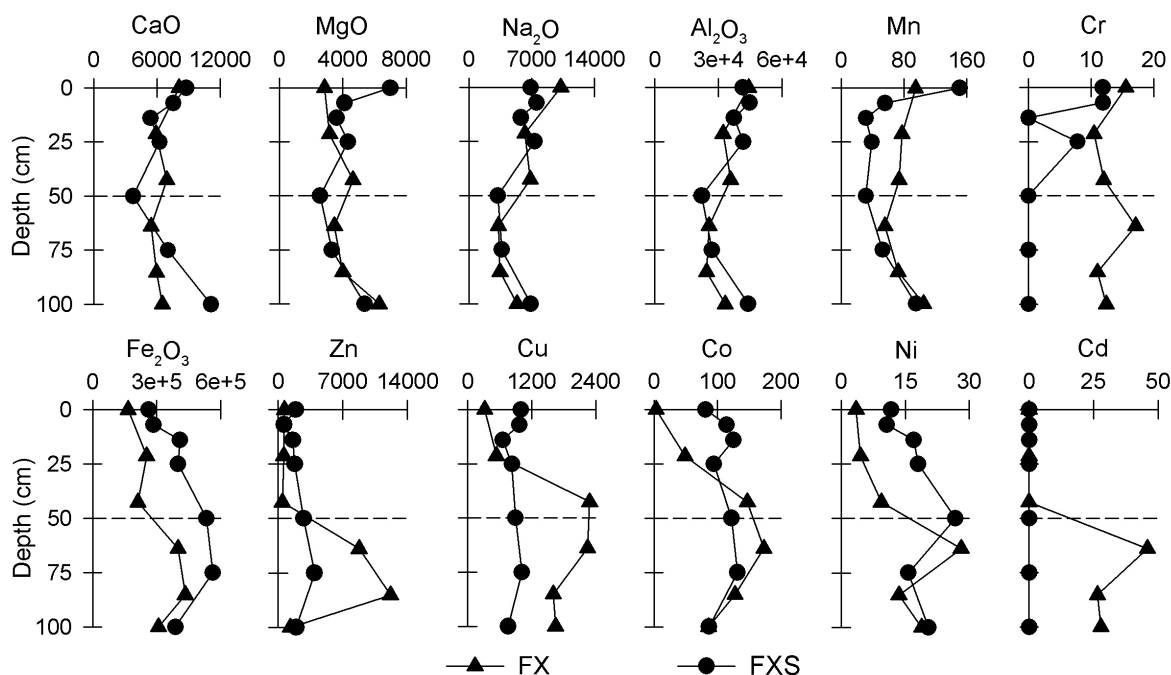 CaO MgO Na₂O Al₂O₃ Mn Cr
0 6000 12000 0 4000 8000 0 7000 14000 0 3e+4 6e+4 0 80 160 0 10 20
0
25
50
75
100
Depth (cm)
Fe₂O₃ Zn Cu Co Ni Cd
0 3e+5 6e+5 0 7000 14000 0 1200 2400 0 100 200 0 15 30 0 25 50
0
25
50
75
100
Depth (cm)
FX FXS